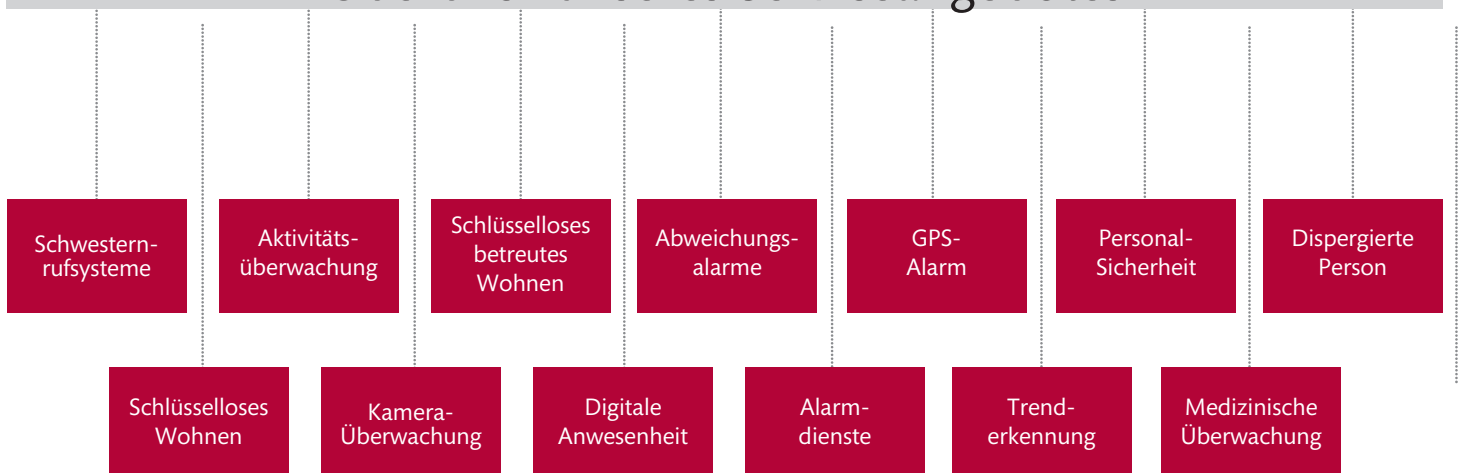 Schwestern-
rufsysteme
Aktivitäts-
überwachung
Schlüsselloses
betreutes
Wohnen
Abweichungs-
alarme
GPS-
Alarm
Personal-
Sicherheit
Dispergierte
Person
Schlüsselloses
Wohnen
Kamera-
Überwachung
Digitale
Anwesenheit
Alarm-
dienste
Trend-
erkennung
Medizinische
Überwachung